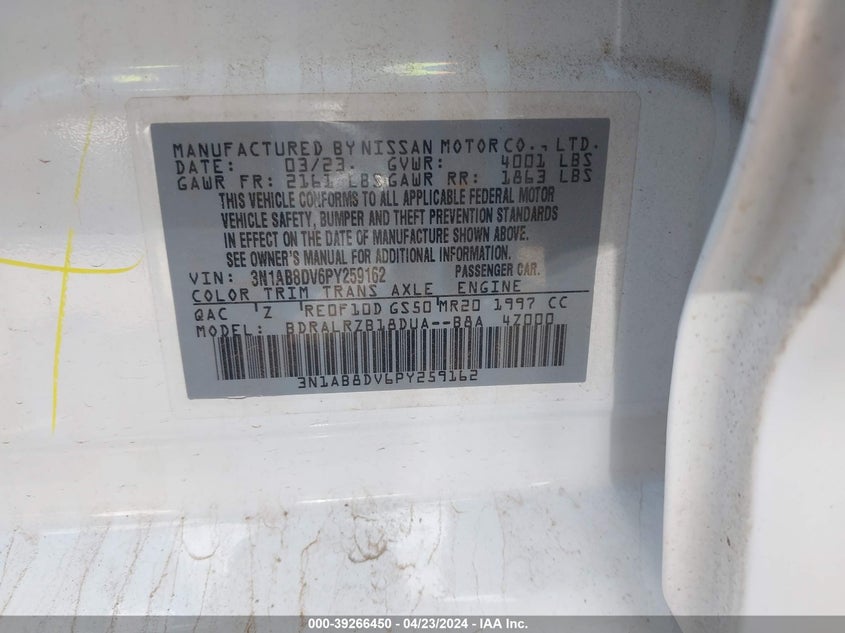 MANUFACTURED BY NISSAN MOTOR CO., LTD.
DATE: 03/23. GVWR: 4001 LBS
GAWR FR: 2161 LBS GAWR RR: 1863 LBS
THIS VEHICLE CONFORMS TO ALL APPLICABLE FEDERAL MOTOR
VEHICLE SAFETY, BUMPER AND THEFT PREVENTION STANDARDS
IN EFFECT ON THE DATE OF MANUFACTURE SHOWN ABOVE.
SEE OWNER'S MANUAL FOR ADDITIONAL INFORMATION.
VIN: 3N1AB8DV6PY259162 PASSENGER CAR.
COLOR TRIM TRANS AXLE ENGINE
QAC Z REOF10D GS50 MR20 1997 CC
MODEL: BDRALRZB18DUA--B8A 4Z000
3N1AB8DV6PY259162
000-39266450 - 04/23/2024 - IAA, Inc.